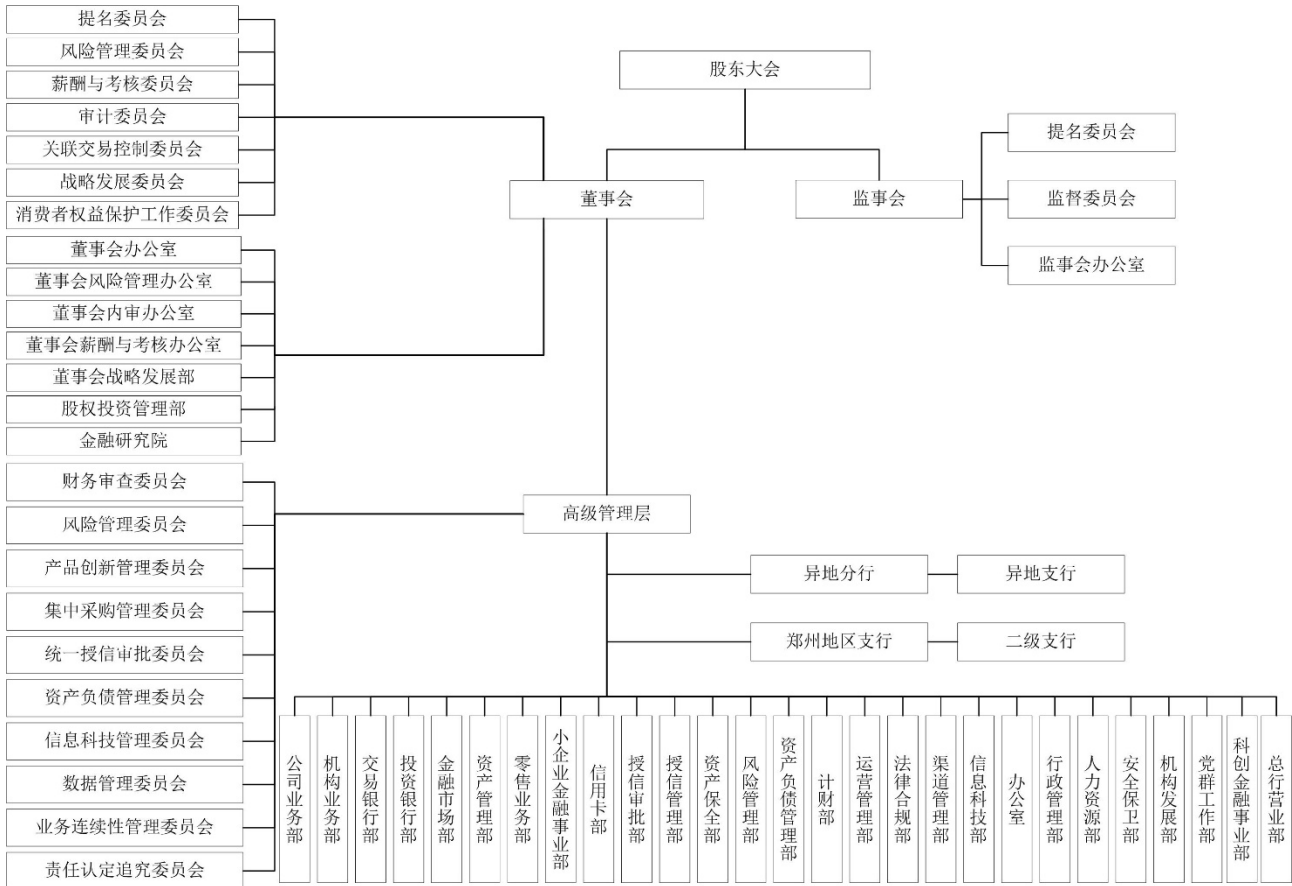 股东大会
董事会
监事会
提名委员会
监督委员会
监事会办公室
提名委员会
风险管理委员会
薪酬与考核委员会
审计委员会
关联交易控制委员会
战略发展委员会
消费者权益保护工作委员会
董事会办公室
董事会风险管理办公室
董事会内审办公室
董事会薪酬与考核办公室
董事会战略发展部
股权投资管理部
金融研究院
高级管理层
财务审查委员会
风险管理委员会
产品创新管理委员会
集中采购管理委员会
统一授信审批委员会
资产负债管理委员会
信息科技管理委员会
数据管理委员会
业务连续性管理委员会
责任认定追究委员会
异地分行
异地支行
郑州地区支行
二级支行
公司业务部
机构业务部
交易银行部
投资银行部
金融市场部
资产管理部
零售业务部
小企业金融事业部
信用卡部
授信审批部
授信管理部
资产保全部
风险管理部
资产负债管理部
计财部
运营管理部
法律合规部
渠道管理部
信息科技部
办公室
行政管理部
人力资源部
安全保卫部
机构发展部
党群工作部
科创金融事业部
总行营业部